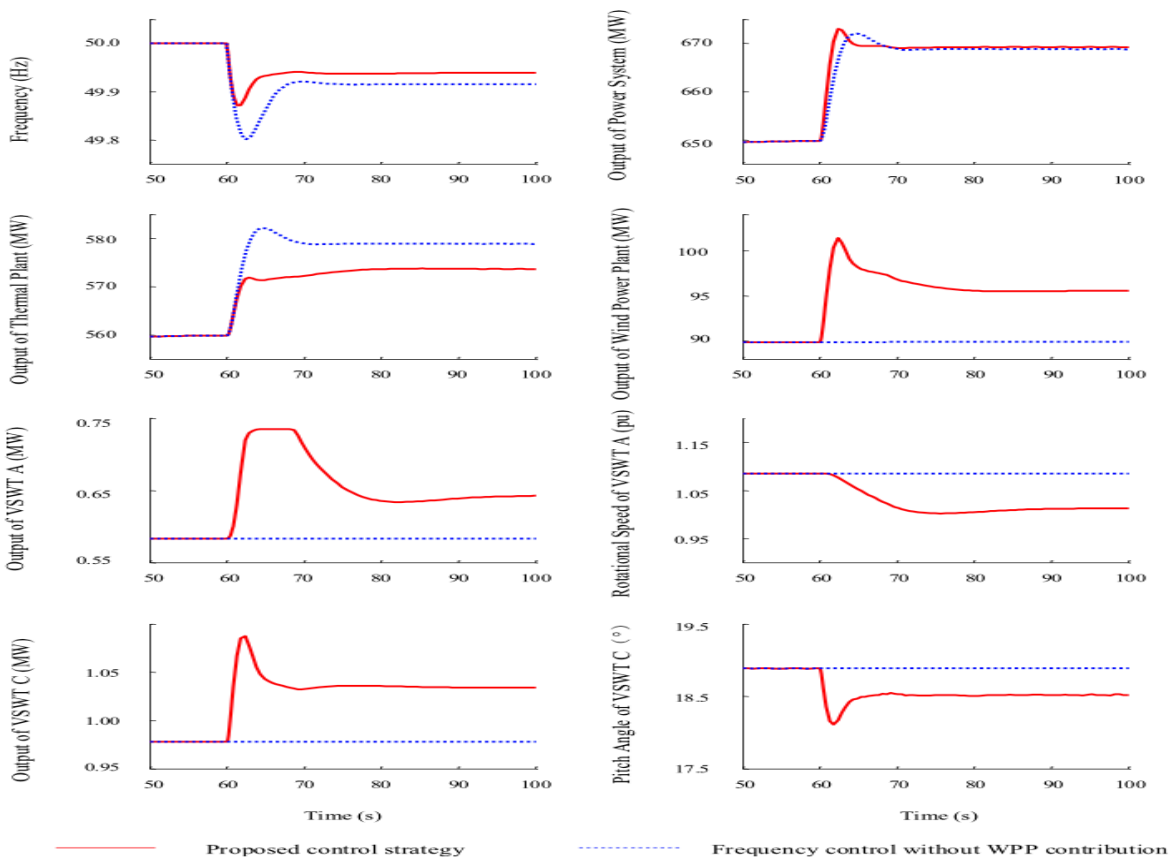 Frequency (Hz)
50.0
49.9
49.8
50 60 70 80 90 100
Output of Power System (MW)
670
660
650
50 60 70 80 90 100
Output of Thermal Plant (MW)
580
570
560
50 60 70 80 90 100
Output of Wind Power Plant (MW)
100
95
90
50 60 70 80 90 100
Output of VSWT A (MW)
0.75
0.65
0.55
50 60 70 80 90 100
Rotational Speed of VSWT A (pu)
1.15
1.05
0.95
50 60 70 80 90 100
Output of VSWT C (MW)
1.05
1.00
0.95
50 60 70 80 90 100
Time (s)
Pitch Angle of VSWT C (°)
19.5
18.5
17.5
50 60 70 80 90 100
Time (s)
Proposed control strategy
Frequency control without WPP contribution